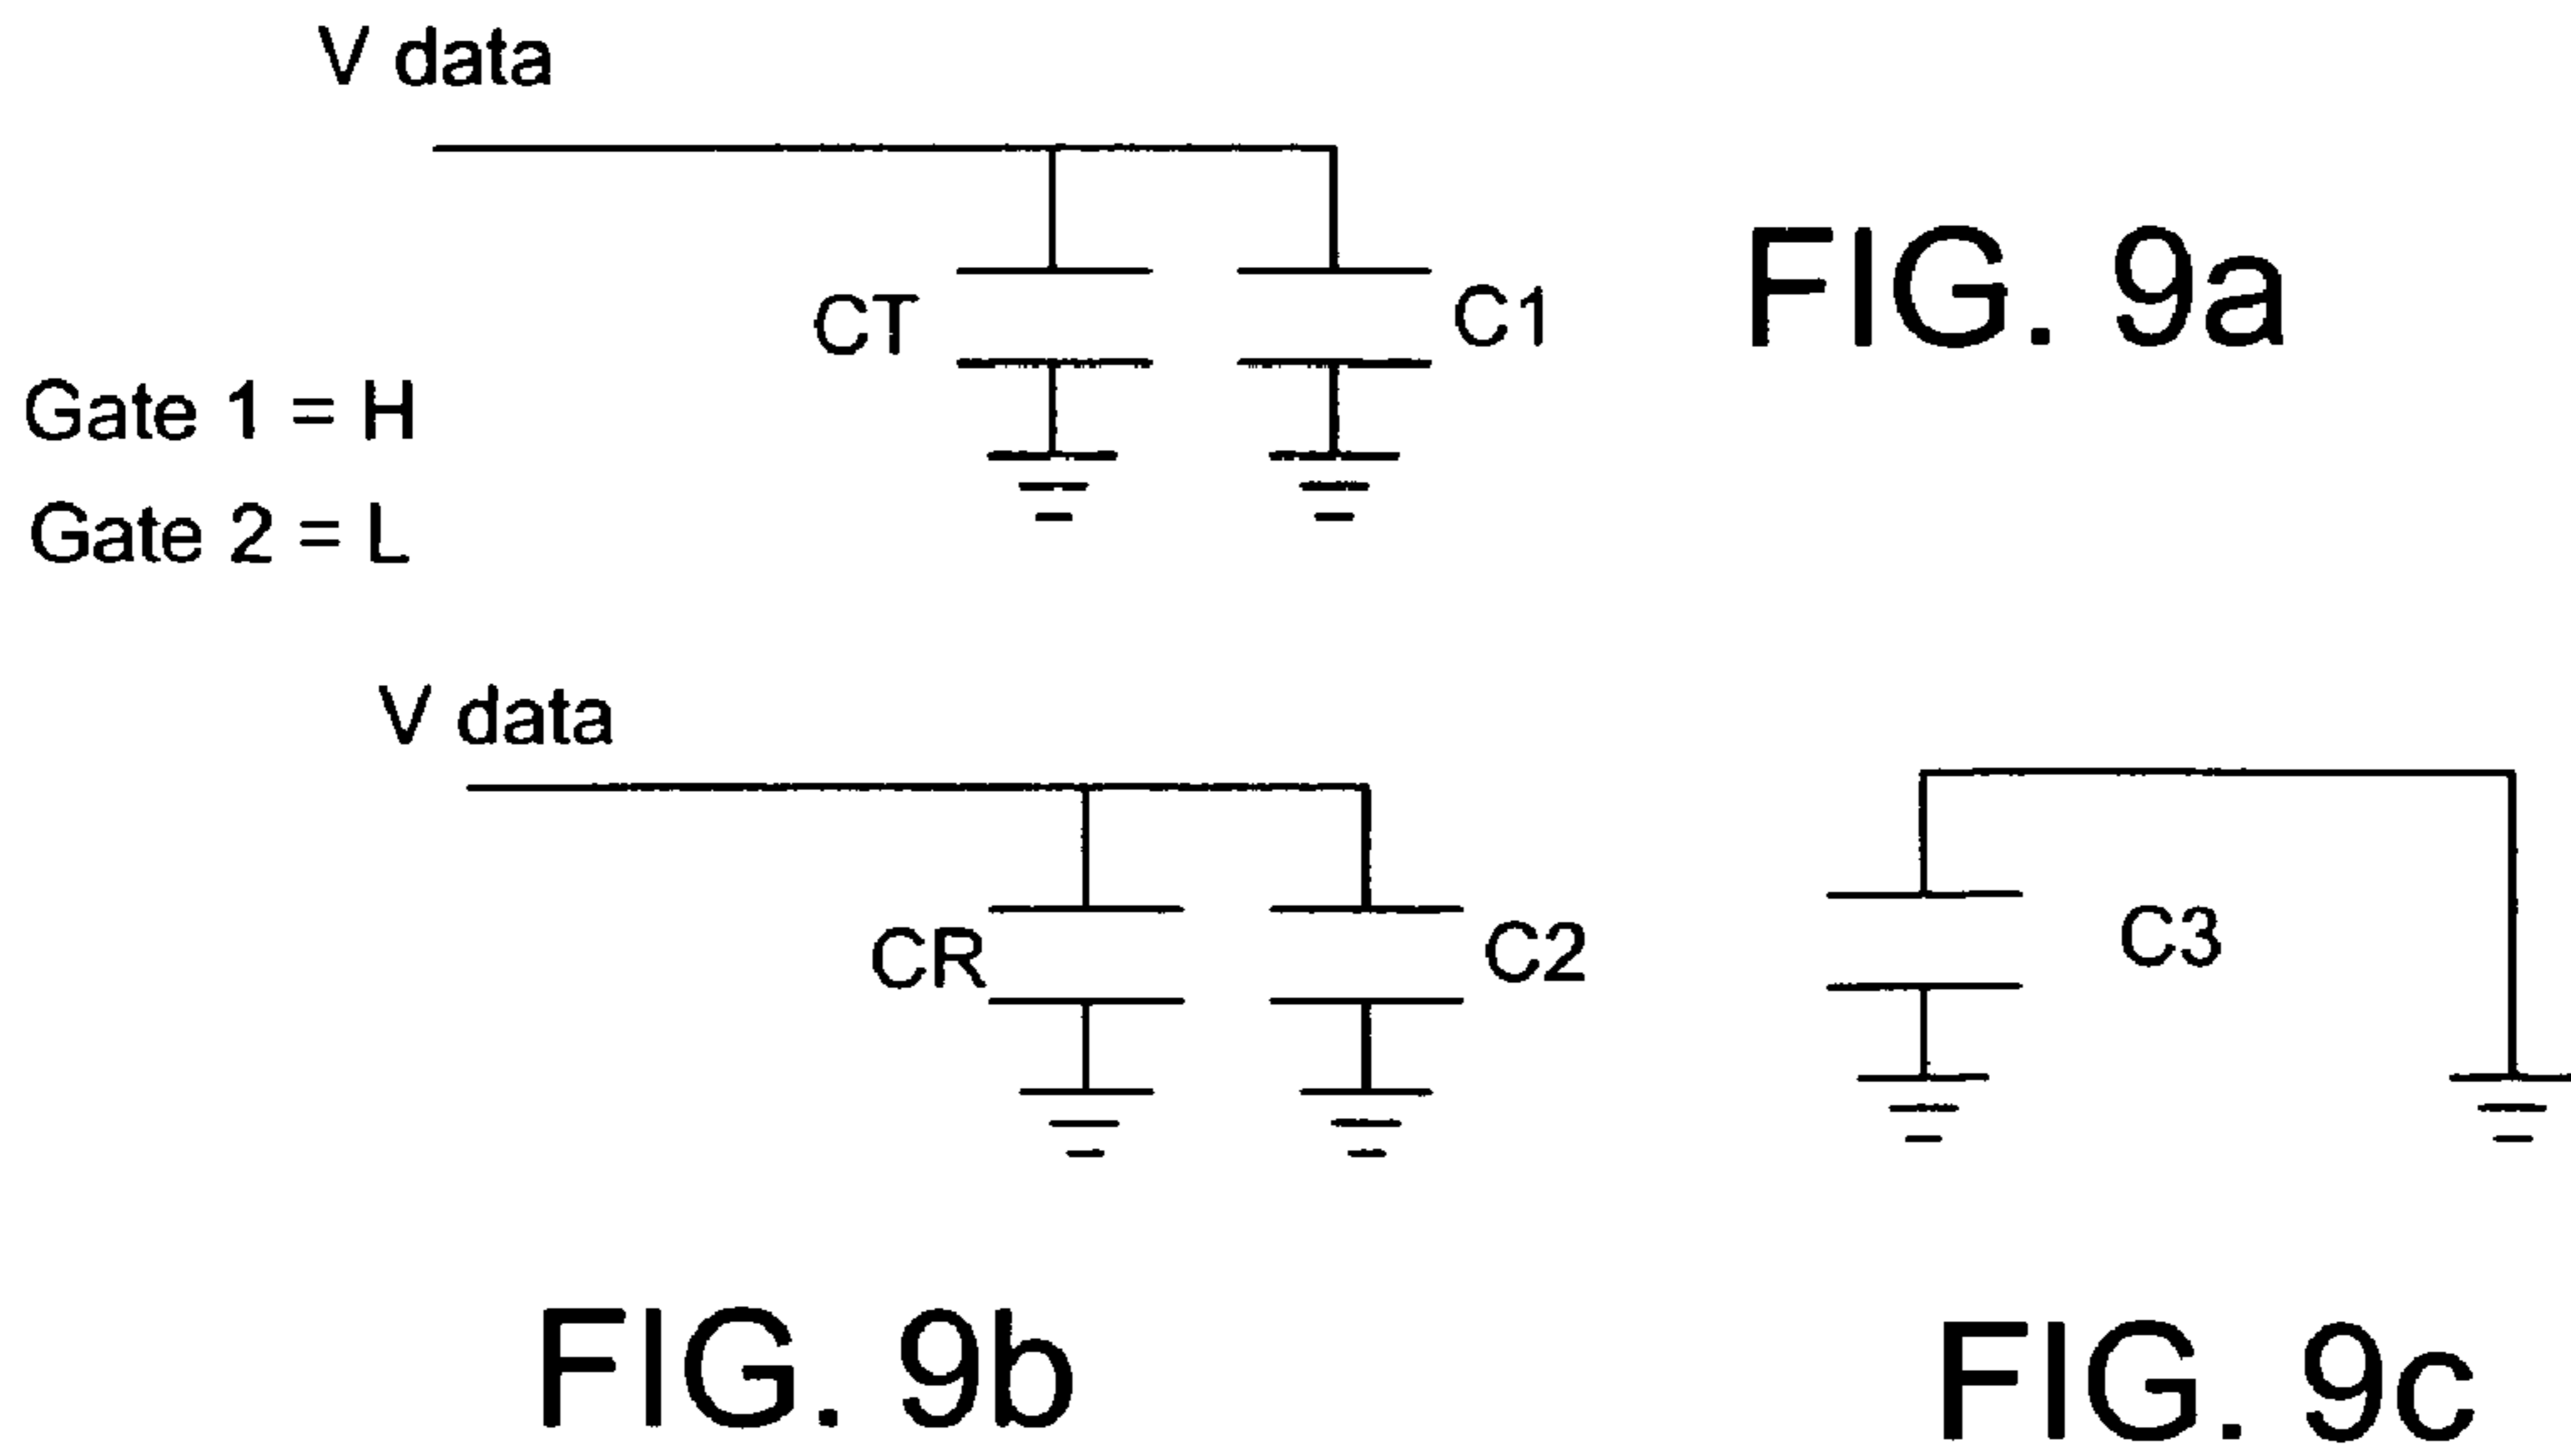 V data
CT
C1
FIG. 9a
Gate 1 = H
Gate 2 = L
V data
CR
C2
C3
FIG. 9b
FIG. 9c